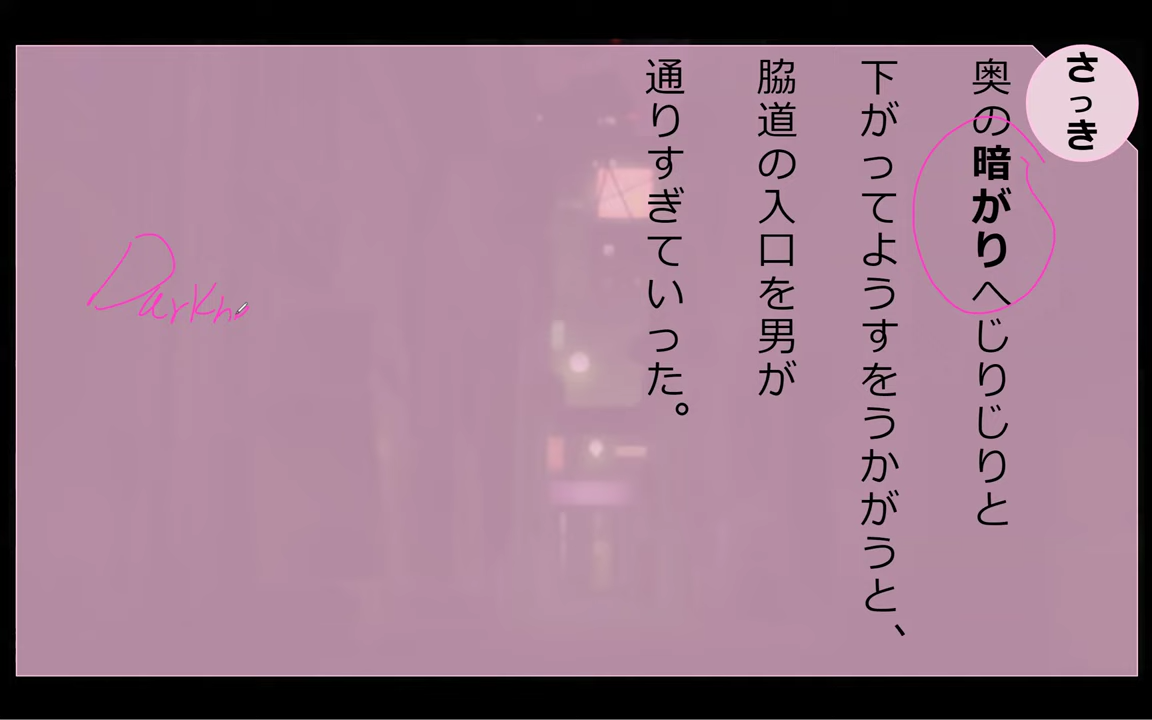 さっき
奥の暗がりへじりじりと
下がってようすをうかがうと、
脇道の入口を男が
通りすぎていった。
Darkn